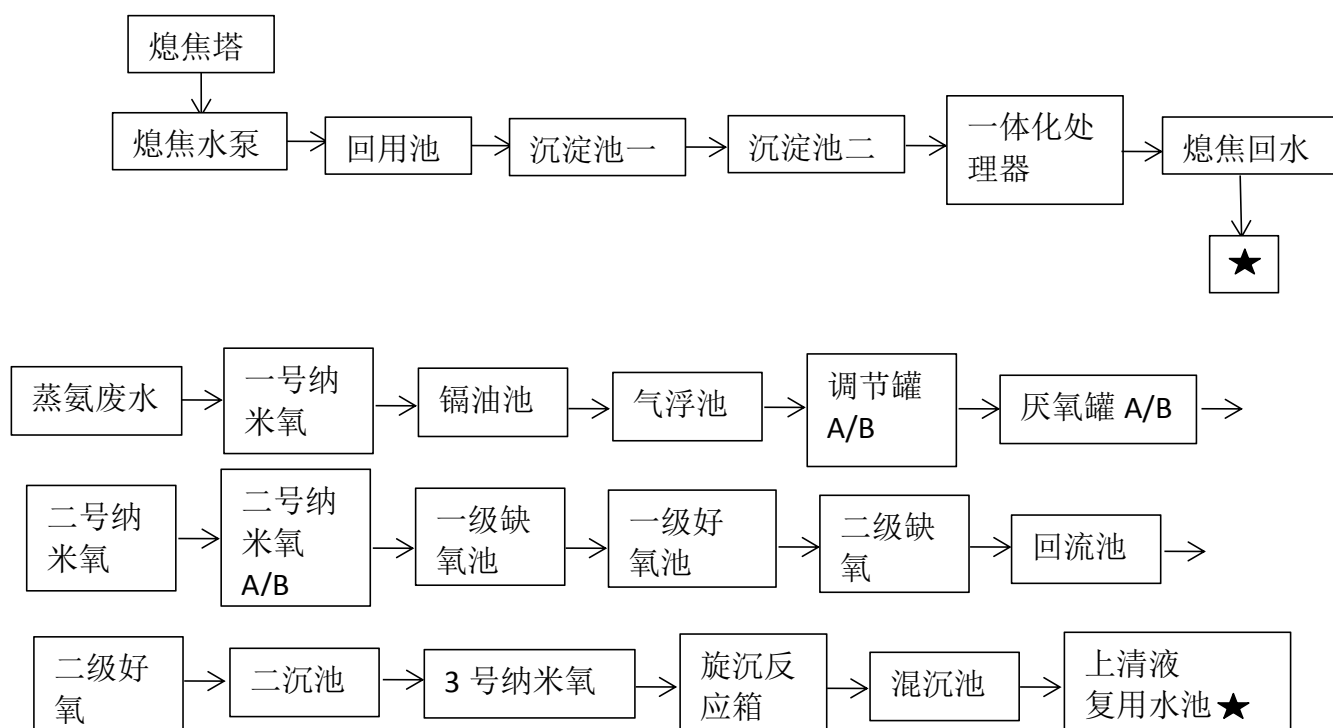 熄焦塔
熄焦水泵
回用池
沉淀池一
沉淀池二
一体化处
理器
熄焦回水
★
蒸氨废水
一号纳
米氧
镉油池
气浮池
调节罐
A/B
厌氧罐 A/B
二号纳
米氧
二号纳
米氧
A/B
一级缺
氧池
一级好
氧池
二级缺
氧
回流池
二级好
氧
二沉池
3 号纳米氧
旋沉反
应箱
混沉池
上清液
复用水池★